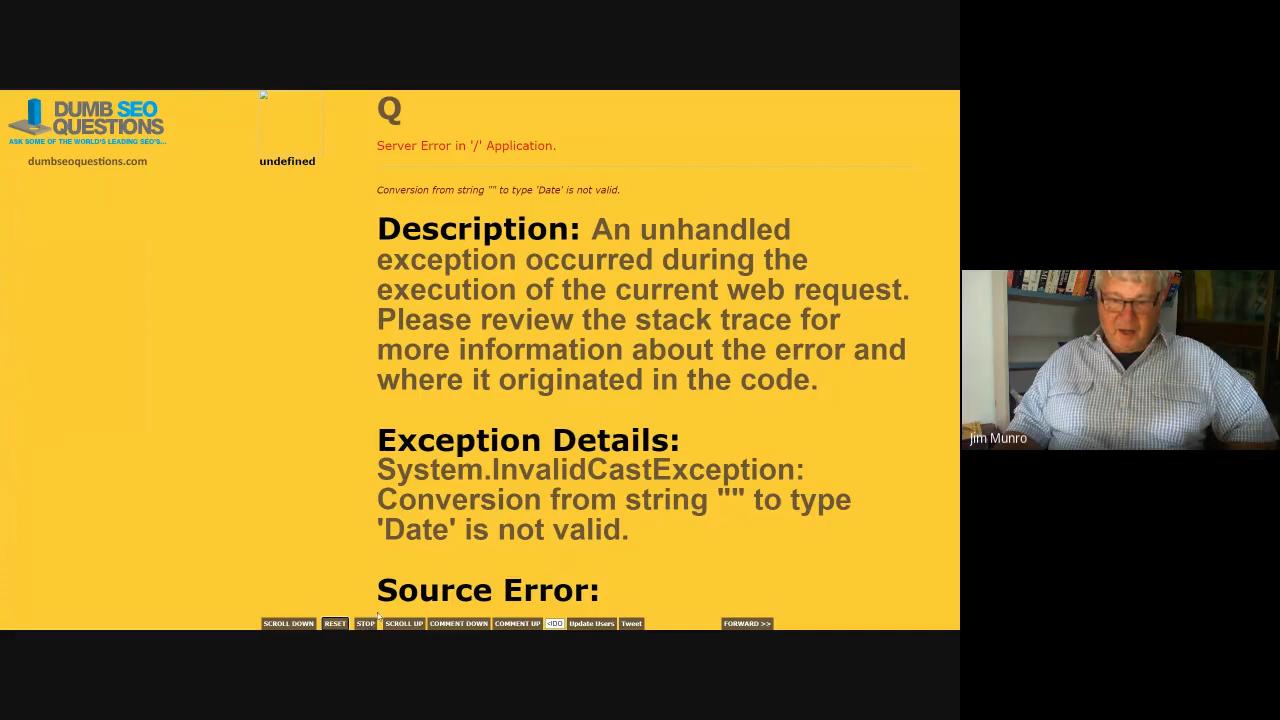 DUMB SEO
QUESTIONS
ASK SOME OF THE WORLD'S LEADING SEO'S...
dumbseoquestions.com
undefined
Q
Server Error in '/' Application.
Conversion from string "" to type 'Date' is not valid.
Description: An unhandled
exception occurred during the
execution of the current web request.
Please review the stack trace for
more information about the error and
where it originated in the code.
Exception Details:
System.InvalidCastException:
Conversion from string "" to type
'Date' is not valid.
Source Error:
SCROLL DOWN RESET STOP SCROLL UP COMMENT DOWN COMMENT UP <!DO Update Users Tweet FORWARD >>
Jim Munro